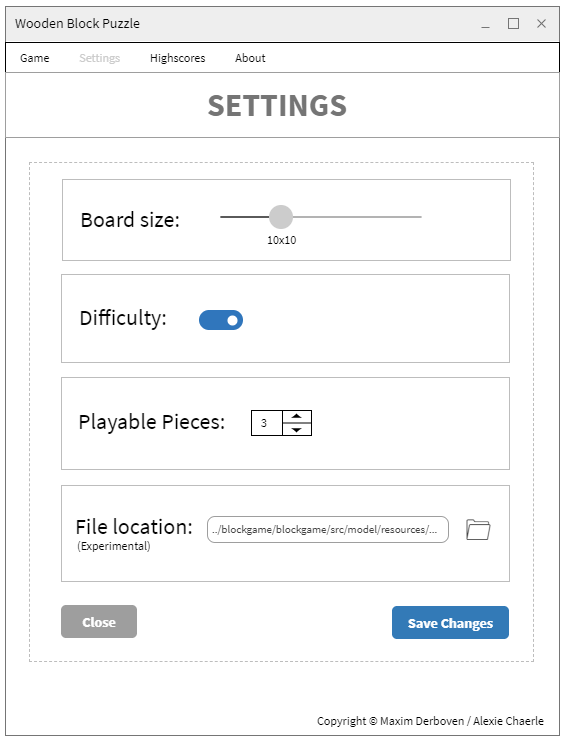 Wooden Block Puzzle
Game Settings Highscores About
SETTINGS
Board size:
10x10
Difficulty:
Playable Pieces: 3
File location: ../blockgame/blockgame/src/model/resources/...
(Experimental)
Close Save Changes
Copyright © Maxim Derboven / Alexie Chaerle